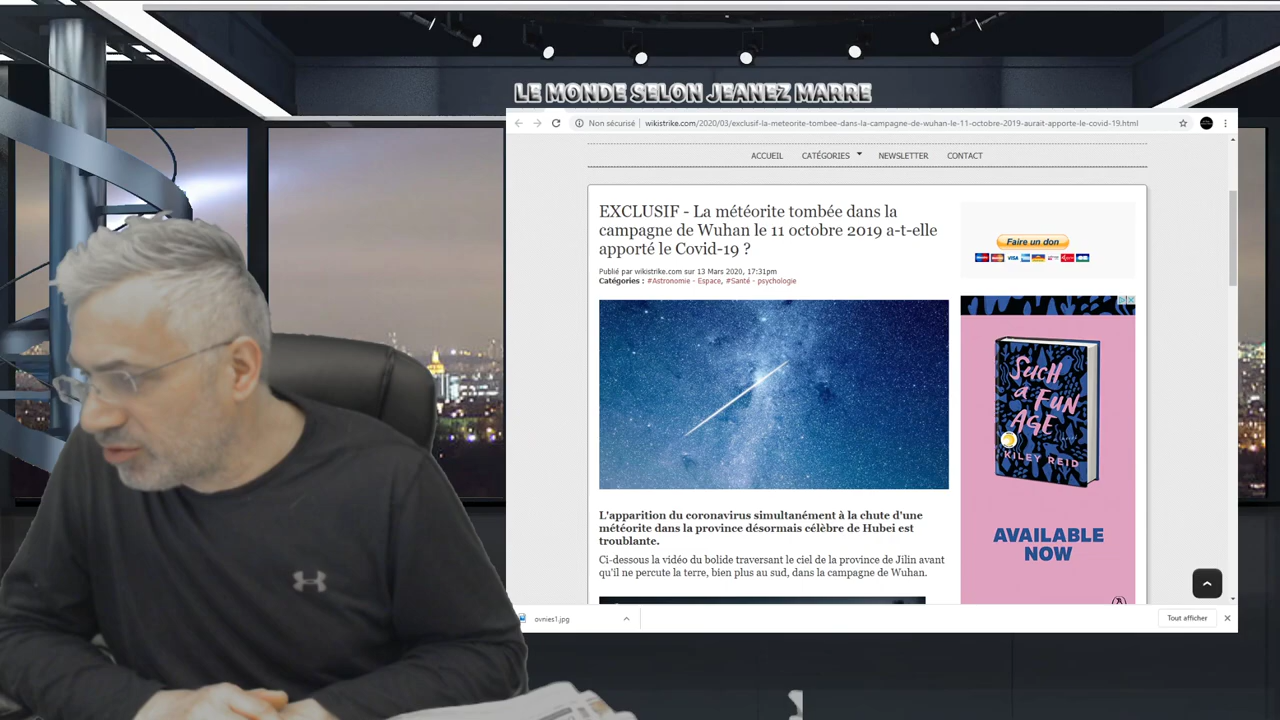 LE MONDE SELON JEANEZ MARRE
Non sécurisé
wikistrike.com/2020/03/exclusif-la-meteorite-tombee-dans-la-campagne-de-wuhan-le-11-octobre-2019-aurait-apporte-le-covid-19.html
ACCUEIL CATÉGORIES NEWSLETTER CONTACT
EXCLUSIF - La météorite tombée dans la
campagne de Wuhan le 11 octobre 2019 a-t-elle
apporté le Covid-19 ?
Publié par wikistrike.com sur 13 Mars 2020, 17:31pm
Catégories : #Astronomie - Espace, #Santé - psychologie
L'apparition du coronavirus simultanément à la chute d'une
météorite dans la province désormais célèbre de Hubei est
troublante.
Ci-dessous la vidéo du bolide traversant le ciel de la province de Jilin avant
qu'il ne percute la terre, bien plus au sud, dans la campagne de Wuhan.
Faire un don
SUCH
a FUN
AGE
KILEY REID
AVAILABLE
NOW
ovnies1.jpg
Tout afficher